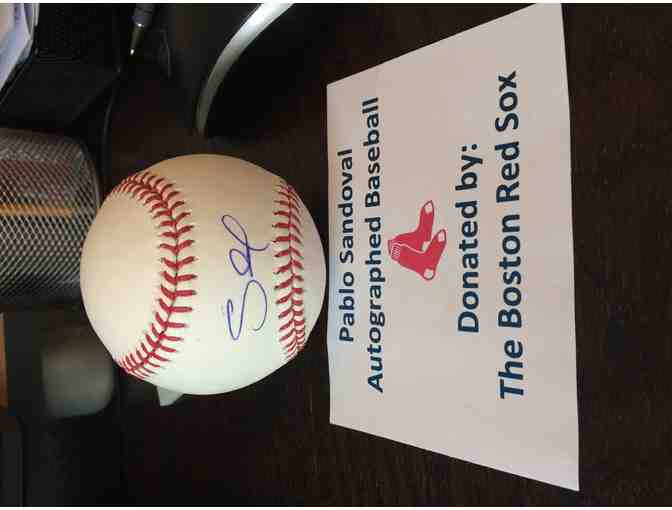 Pablo Sandoval
Autographed Baseball
Donated by:
The Boston Red Sox